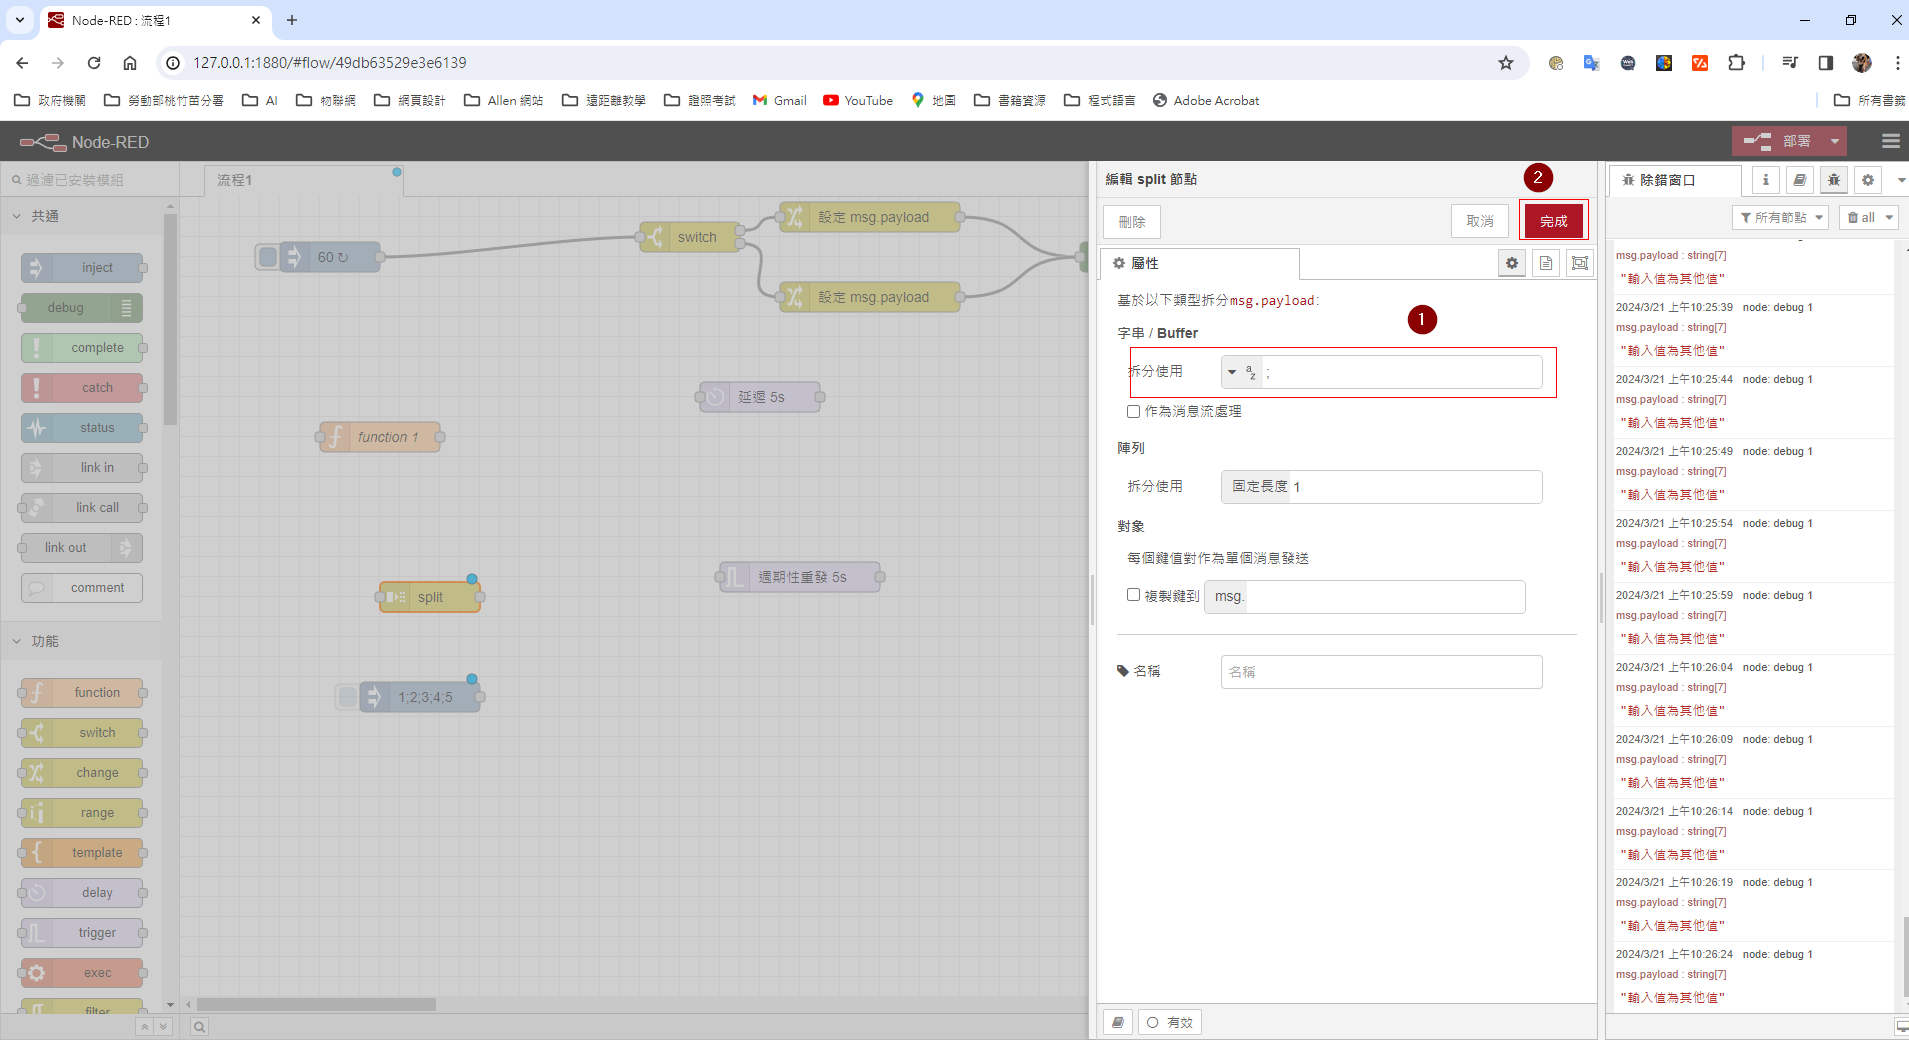 Node-RED : 流程1
127.0.0.1:1880/#flow/49db63529e3e6139
政府機關 勞動部桃竹苗分署 AI 物聯網 網頁設計 Allen 網站 遠距離教學 證照考試 Gmail YouTube 地圖 書籍資源 程式語言 Adobe Acrobat 所有書籤
Node-RED
部署
過濾已安裝模組
流程1
共通
inject
debug
complete
catch
status
link in
link call
link out
comment
功能
function
switch
change
range
template
delay
trigger
exec
filter
60 ↻
switch
設定 msg.payload
設定 msg.payload
延遲 5s
function 1
週期性重發 5s
split
1;2;3;4;5
編輯 split 節點
2
刪除
取消
完成
屬性
基於以下類型拆分msg.payload:
1
字串 / Buffer
拆分使用 az ;
作為消息流處理
陣列
拆分使用 固定長度 1
對象
每個鍵值對作為單個消息發送
複製鍵到 msg.
名稱 名稱
有效
除錯窗口
i
所有節點 all
msg.payload : string[7]
"輸入值為其他值"
2024/3/21 上午10:25:39 node: debug 1
msg.payload : string[7]
"輸入值為其他值"
2024/3/21 上午10:25:44 node: debug 1
msg.payload : string[7]
"輸入值為其他值"
2024/3/21 上午10:25:49 node: debug 1
msg.payload : string[7]
"輸入值為其他值"
2024/3/21 上午10:25:54 node: debug 1
msg.payload : string[7]
"輸入值為其他值"
2024/3/21 上午10:25:59 node: debug 1
msg.payload : string[7]
"輸入值為其他值"
2024/3/21 上午10:26:04 node: debug 1
msg.payload : string[7]
"輸入值為其他值"
2024/3/21 上午10:26:09 node: debug 1
msg.payload : string[7]
"輸入值為其他值"
2024/3/21 上午10:26:14 node: debug 1
msg.payload : string[7]
"輸入值為其他值"
2024/3/21 上午10:26:19 node: debug 1
msg.payload : string[7]
"輸入值為其他值"
2024/3/21 上午10:26:24 node: debug 1
msg.payload : string[7]
"輸入值為其他值"